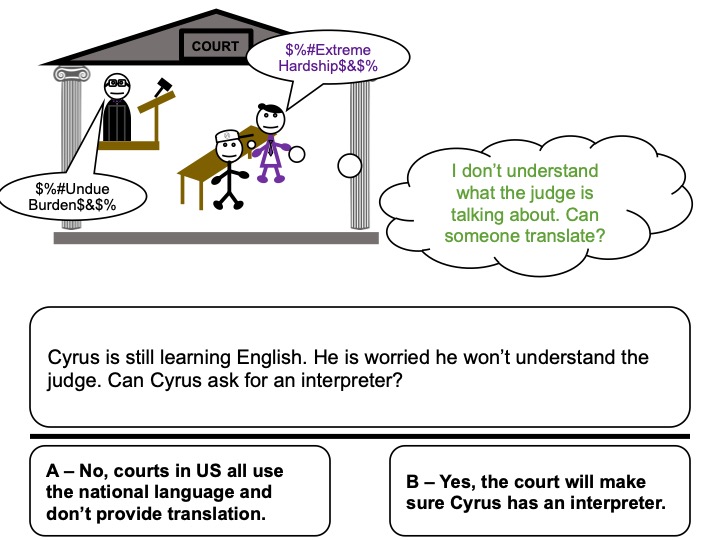 COURT
$%#Extreme
Hardship$&$%
$%#Undue
Burden$&$%
I don’t understand
what the judge is
talking about. Can
someone translate?
Cyrus is still learning English. He is worried he won’t understand the
judge. Can Cyrus ask for an interpreter?
A – No, courts in US all use
the national language and
don’t provide translation.
B – Yes, the court will make
sure Cyrus has an interpreter.